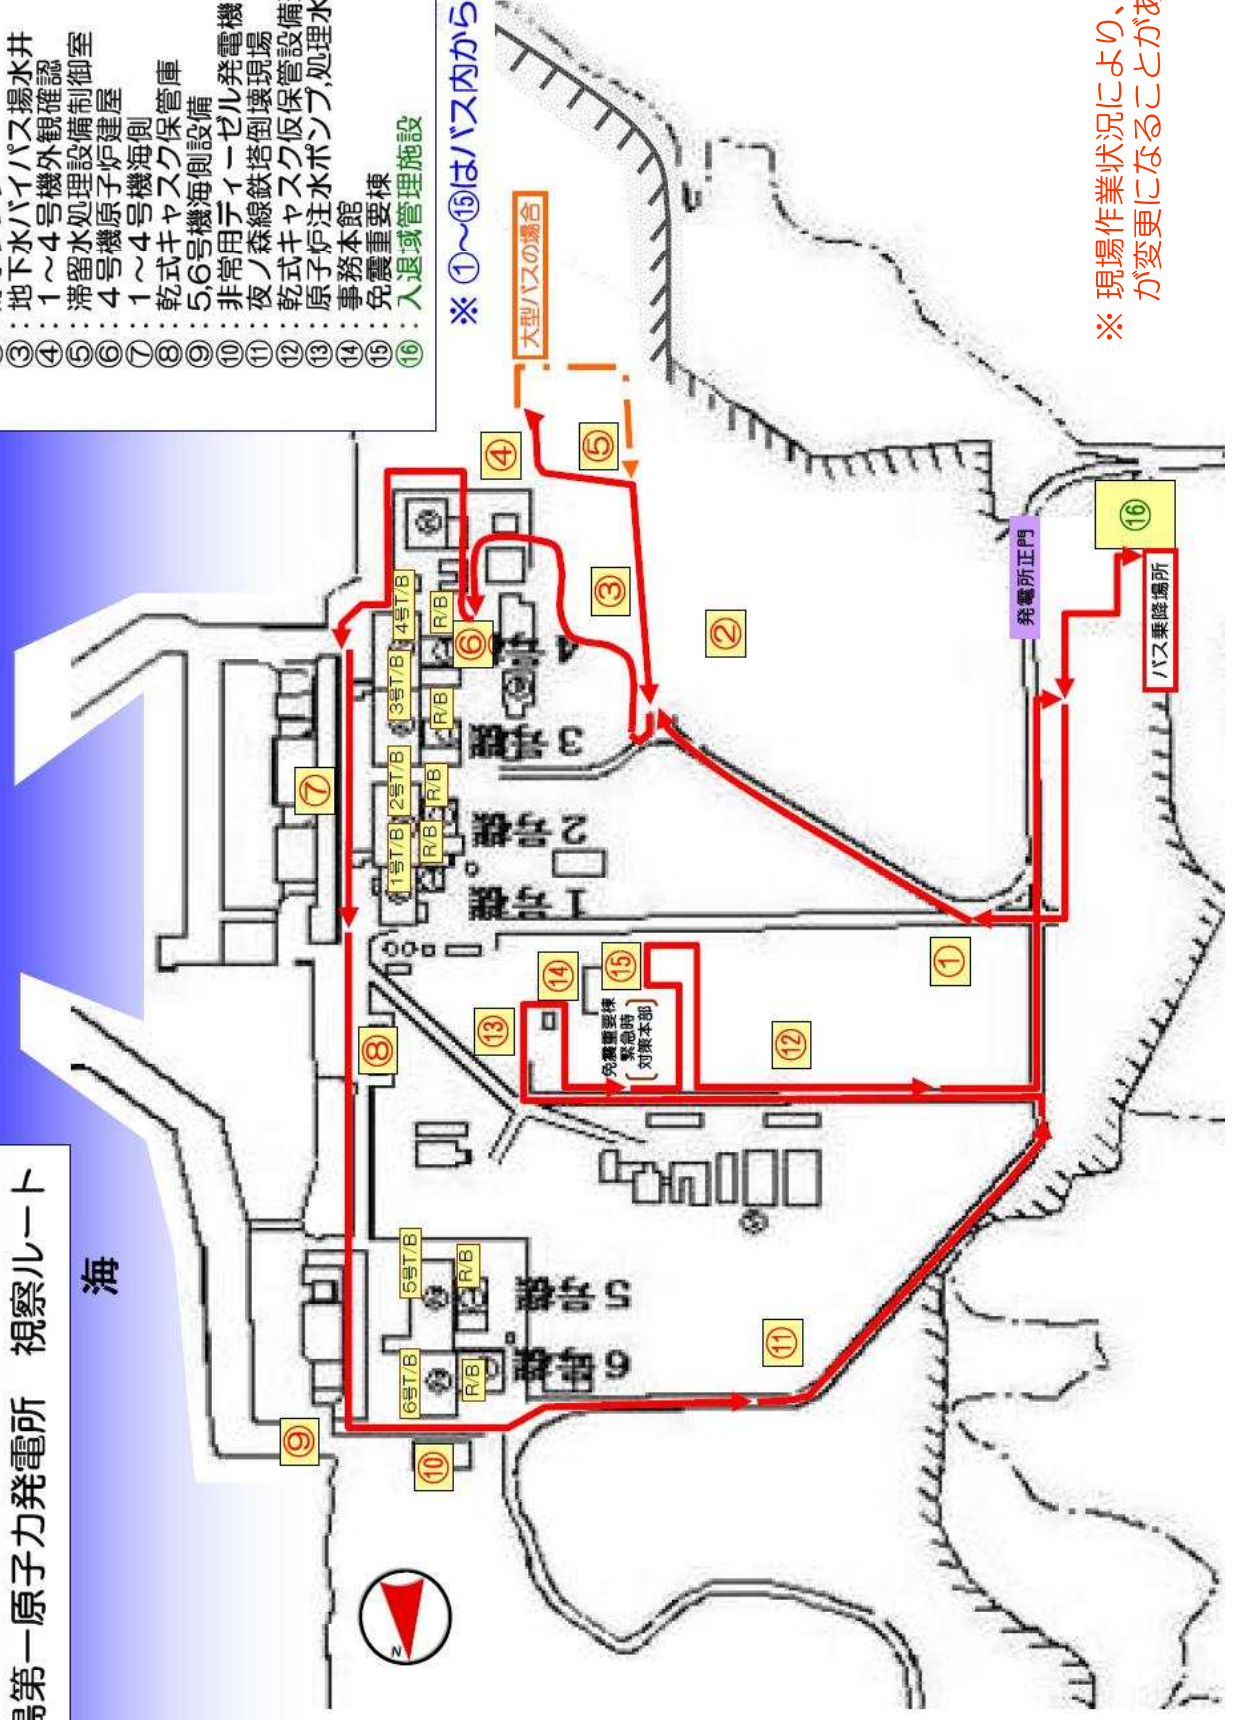 第一原子力発電所 視察ルート
海
③：地下水バイパス揚水井
④：１～４号機外観確認
⑤：滞留水処理設備制御室
⑥：４号機原子炉建屋
⑦：１～４号機海側
⑧：乾式キャスク保管庫
⑨：5,6号機海側設備
⑩：非常用ディーゼル発電機
⑪：夜ノ森線鉄塔倒壊現場
⑫：乾式キャスク仮保管設備
⑬：原子炉注水ポンプ,処理水
⑭：事務本館
⑮：免震重要棟
⑯：入退域管理施設
※ ①～⑮はバス内から
大型バスの場合
※ 現場作業状況により、
が変更になることがあ
⑨
⑩
⑧
⑦
④
⑤
6号T/B
R/B
5号T/B
R/B
1号T/B
R/B
2号T/B
R/B
3号T/B
R/B
4号T/B
R/B
⑥
6号機
5号機
1号機
2号機
3号機
4号機
⑬
⑭
⑮
免震重要棟
緊急時
対策本部
③
②
⑪
⑫
①
発電所正門
⑯
バス乗降場所
N